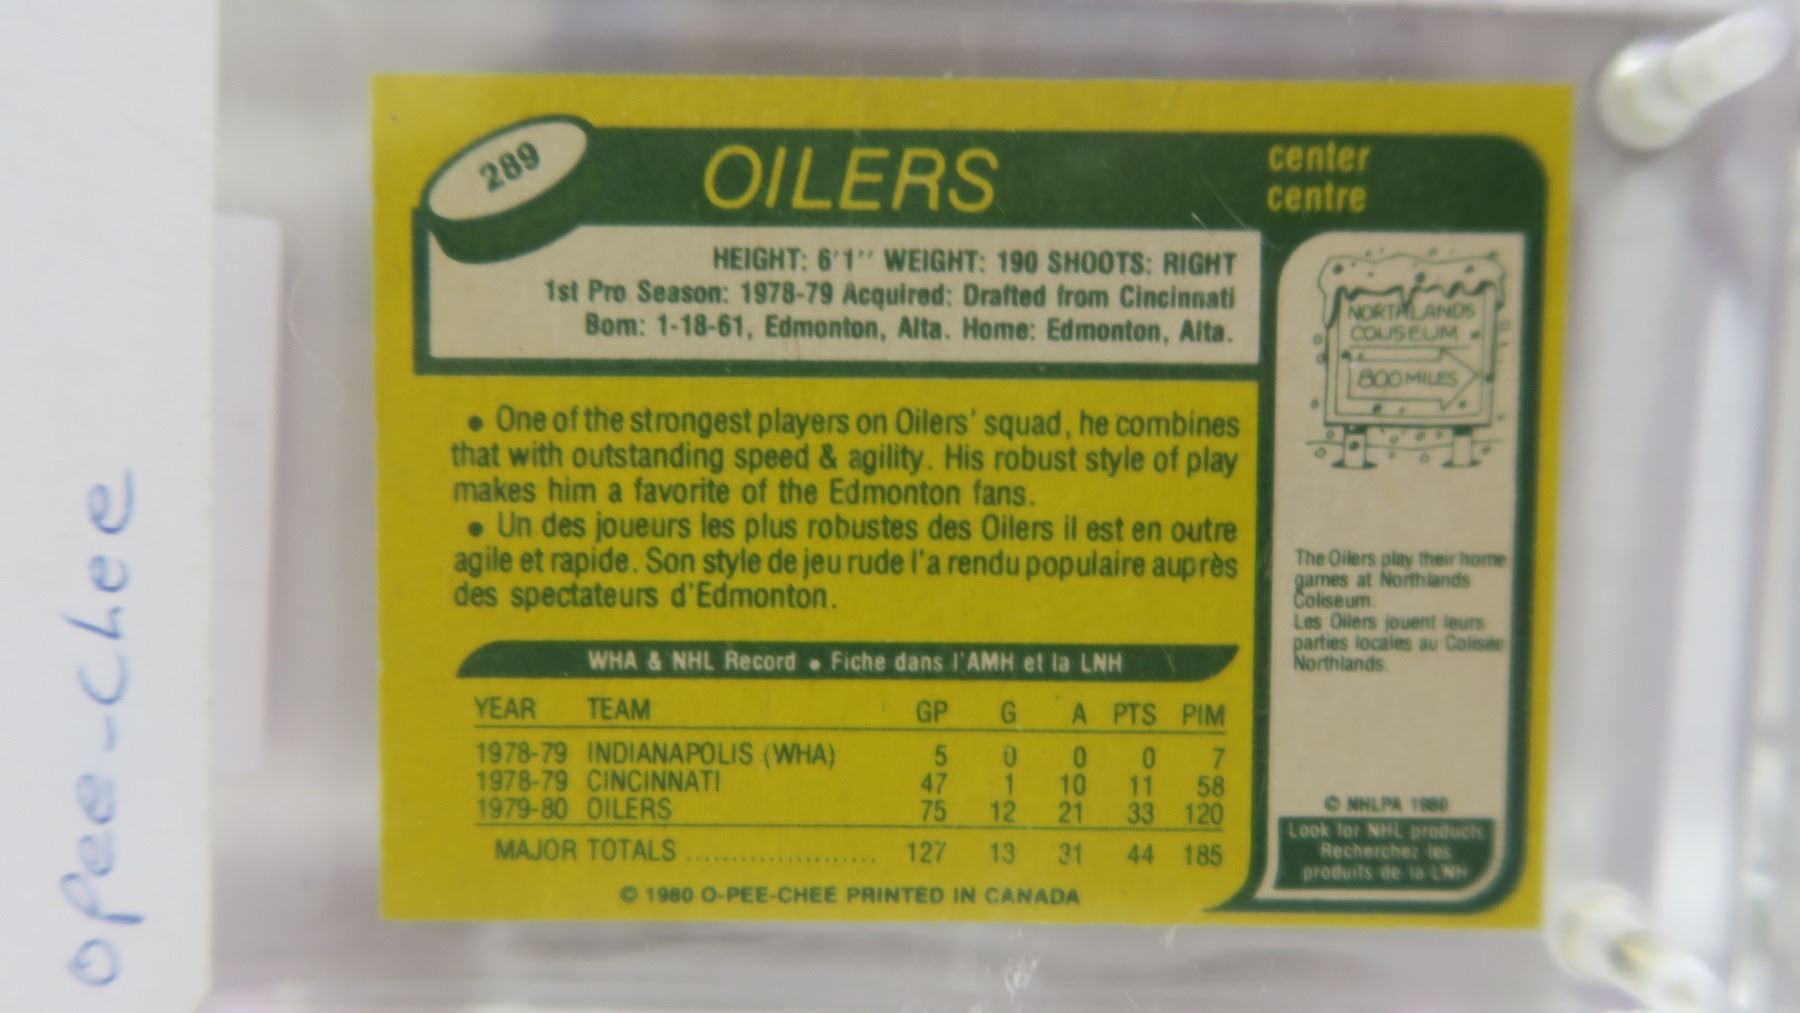 opee-chee
289
OILERS
center
centre
HEIGHT: 6'1'' WEIGHT: 190 SHOOTS: RIGHT
1st Pro Season: 1978-79 Acquired: Drafted from Cincinnati
Born: 1-18-61, Edmonton, Alta. Home: Edmonton, Alta.
NORTHLANDS
COLISEUM
800 MILES
• One of the strongest players on Oilers' squad, he combines
that with outstanding speed & agility. His robust style of play
makes him a favorite of the Edmonton fans.
• Un des joueurs les plus robustes des Oilers il est en outre
agile et rapide. Son style de jeu rude l'a rendu populaire auprès
des spectateurs d'Edmonton.
The Oilers play their home
games at Northlands
Coliseum.
Les Oilers jouent leurs
parties locales au Colisée
Northlands.
WHA & NHL Record • Fiche dans l'AMH et la LNH
YEAR TEAM GP G A PTS PIM
1978-79 INDIANAPOLIS (WHA) 5 0 0 0 7
1978-79 CINCINNATI 47 1 10 11 58
1979-80 OILERS 75 12 21 33 120
MAJOR TOTALS ..................... 127 13 31 44 185
© 1980 O-PEE-CHEE PRINTED IN CANADA
© NHLPA 1980
Look for NHL products
Recherchez les
produits de la LNH